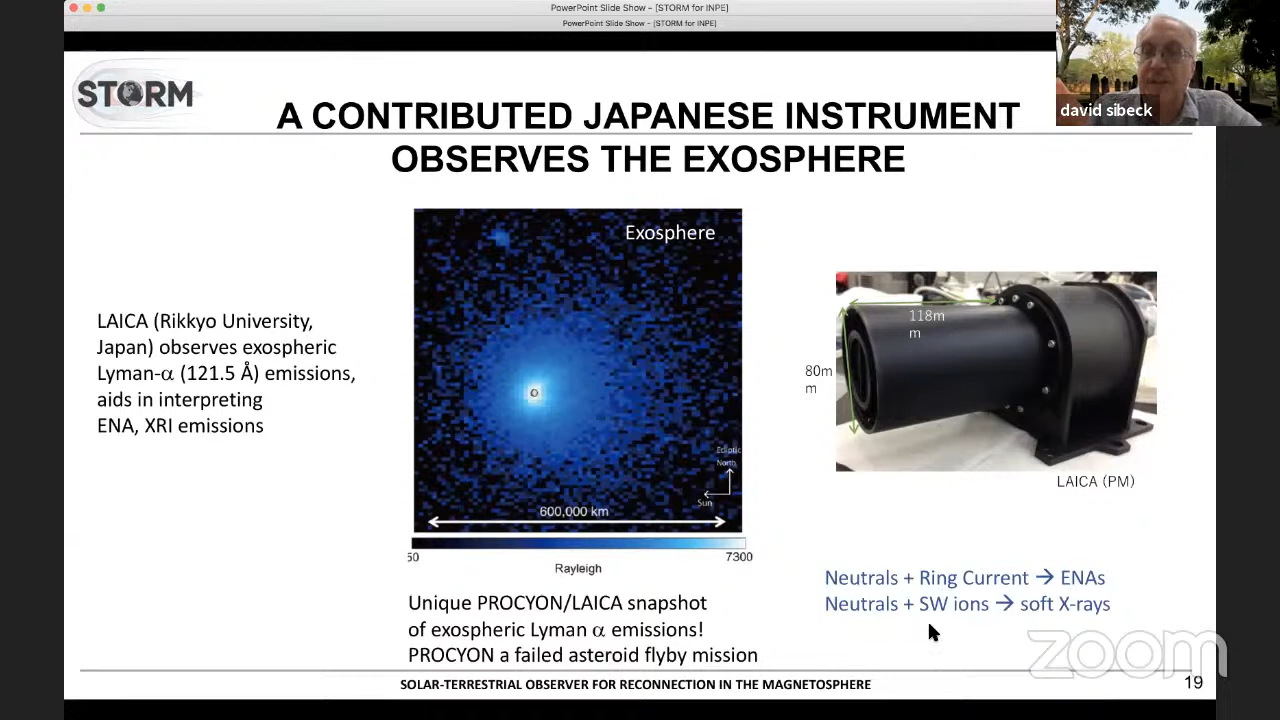 PowerPoint Slide Show - [STORM for INPE]
PowerPoint Slide Show - [STORM for INPE]
david sibeck
STORM
A CONTRIBUTED JAPANESE INSTRUMENT
OBSERVES THE EXOSPHERE
LAICA (Rikkyo University,
Japan) observes exospheric
Lyman-α (121.5 Å) emissions,
aids in interpreting
ENA, XRI emissions
Exosphere
Ecliptic
North
Sun
600,000 km
50
7300
Rayleigh
118m
m
80m
m
LAICA (PM)
Unique PROCYON/LAICA snapshot
of exospheric Lyman α emissions!
PROCYON a failed asteroid flyby mission
Neutrals + Ring Current → ENAs
Neutrals + SW ions → soft X-rays
zoom
SOLAR-TERRESTRIAL OBSERVER FOR RECONNECTION IN THE MAGNETOSPHERE
19